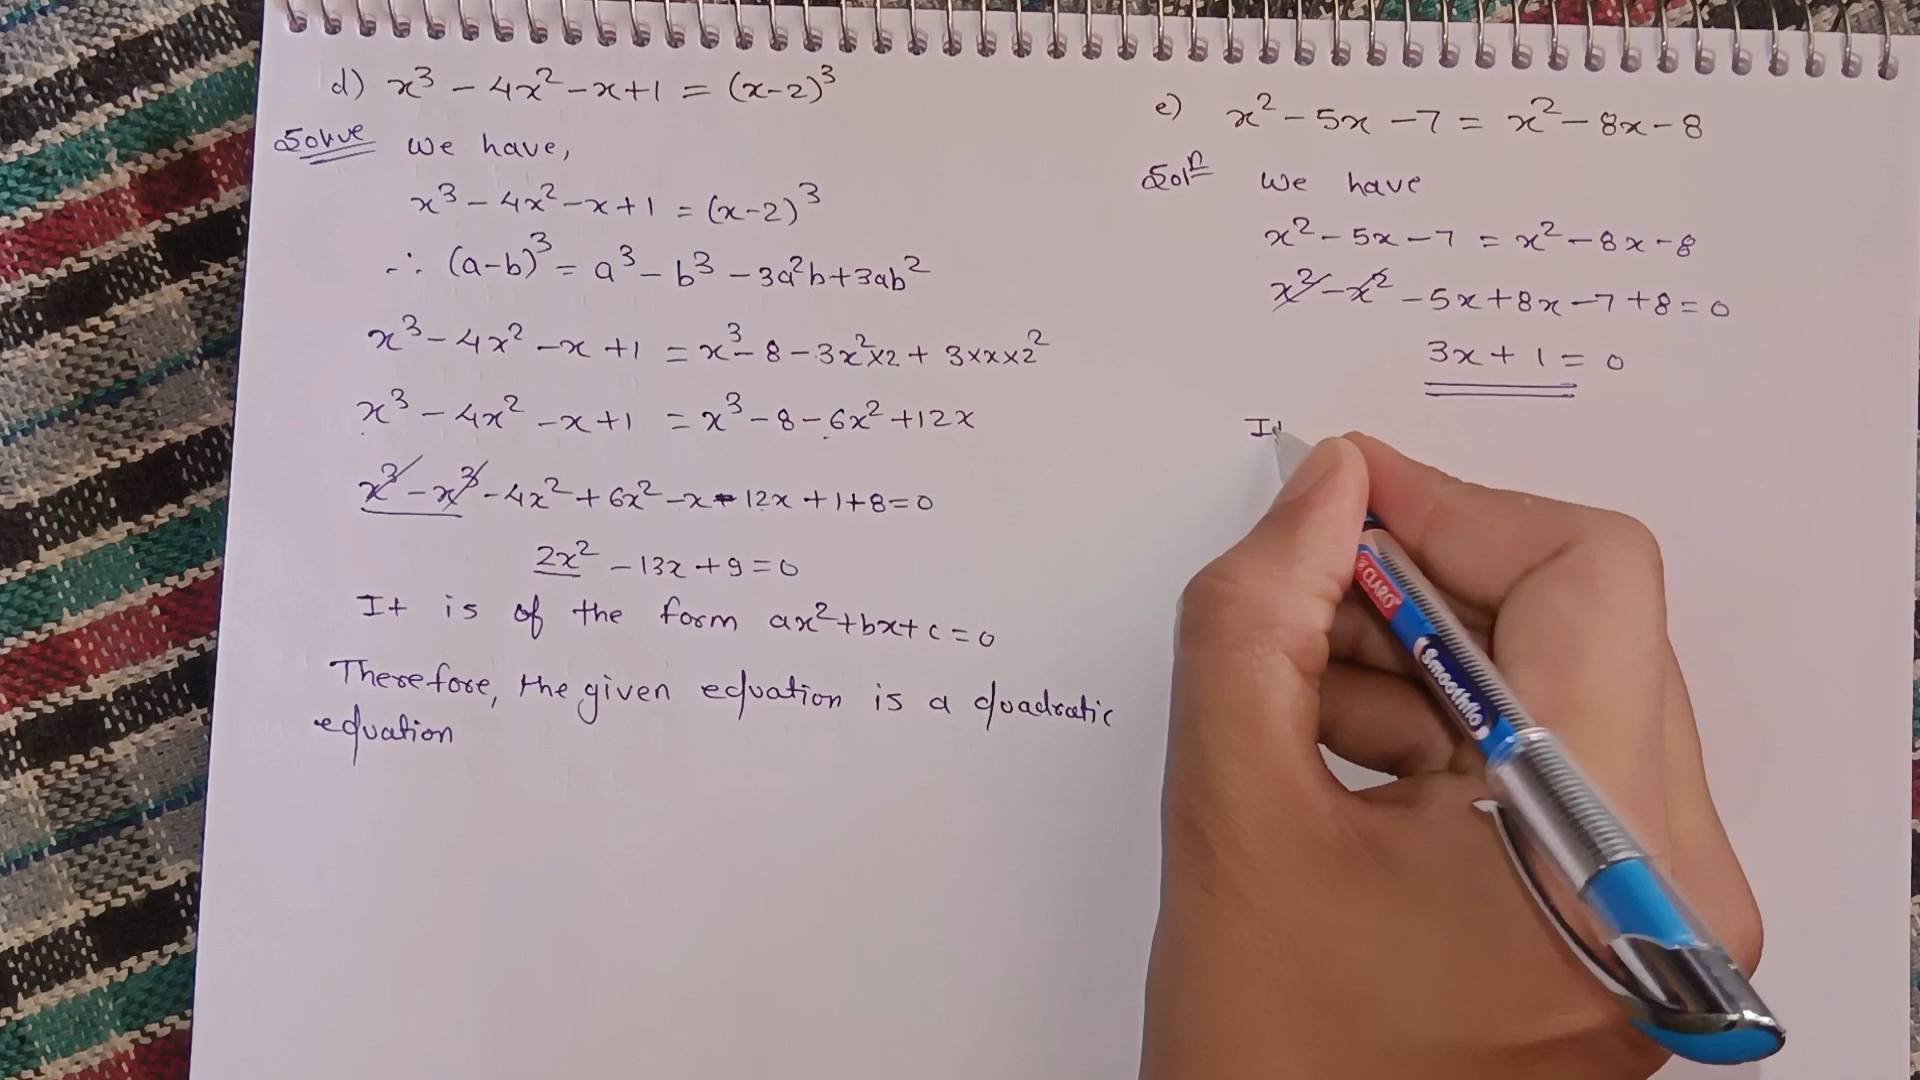 d) x³ - 4x² - x + 1 = (x-2)³
Solve We have,
x³ - 4x² - x + 1 = (x-2)³
∴ (a-b)³ = a³ - b³ - 3a²b + 3ab²
x³ - 4x² - x + 1 = x³ - 8 - 3x²×2 + 3×x×2²
x³ - 4x² - x + 1 = x³ - 8 - 6x² + 12x
x³ - x³ - 4x² + 6x² - x - 12x + 1 + 8 = 0
2x² - 13x + 9 = 0
It is of the form ax² + bx + c = 0
Therefore, the given equation is a quadratic
equation
e) x² - 5x - 7 = x² - 8x - 8
Solⁿ We have
x² - 5x - 7 = x² - 8x - 8
x² - x² - 5x + 8x - 7 + 8 = 0
3x + 1 = 0
CLARO